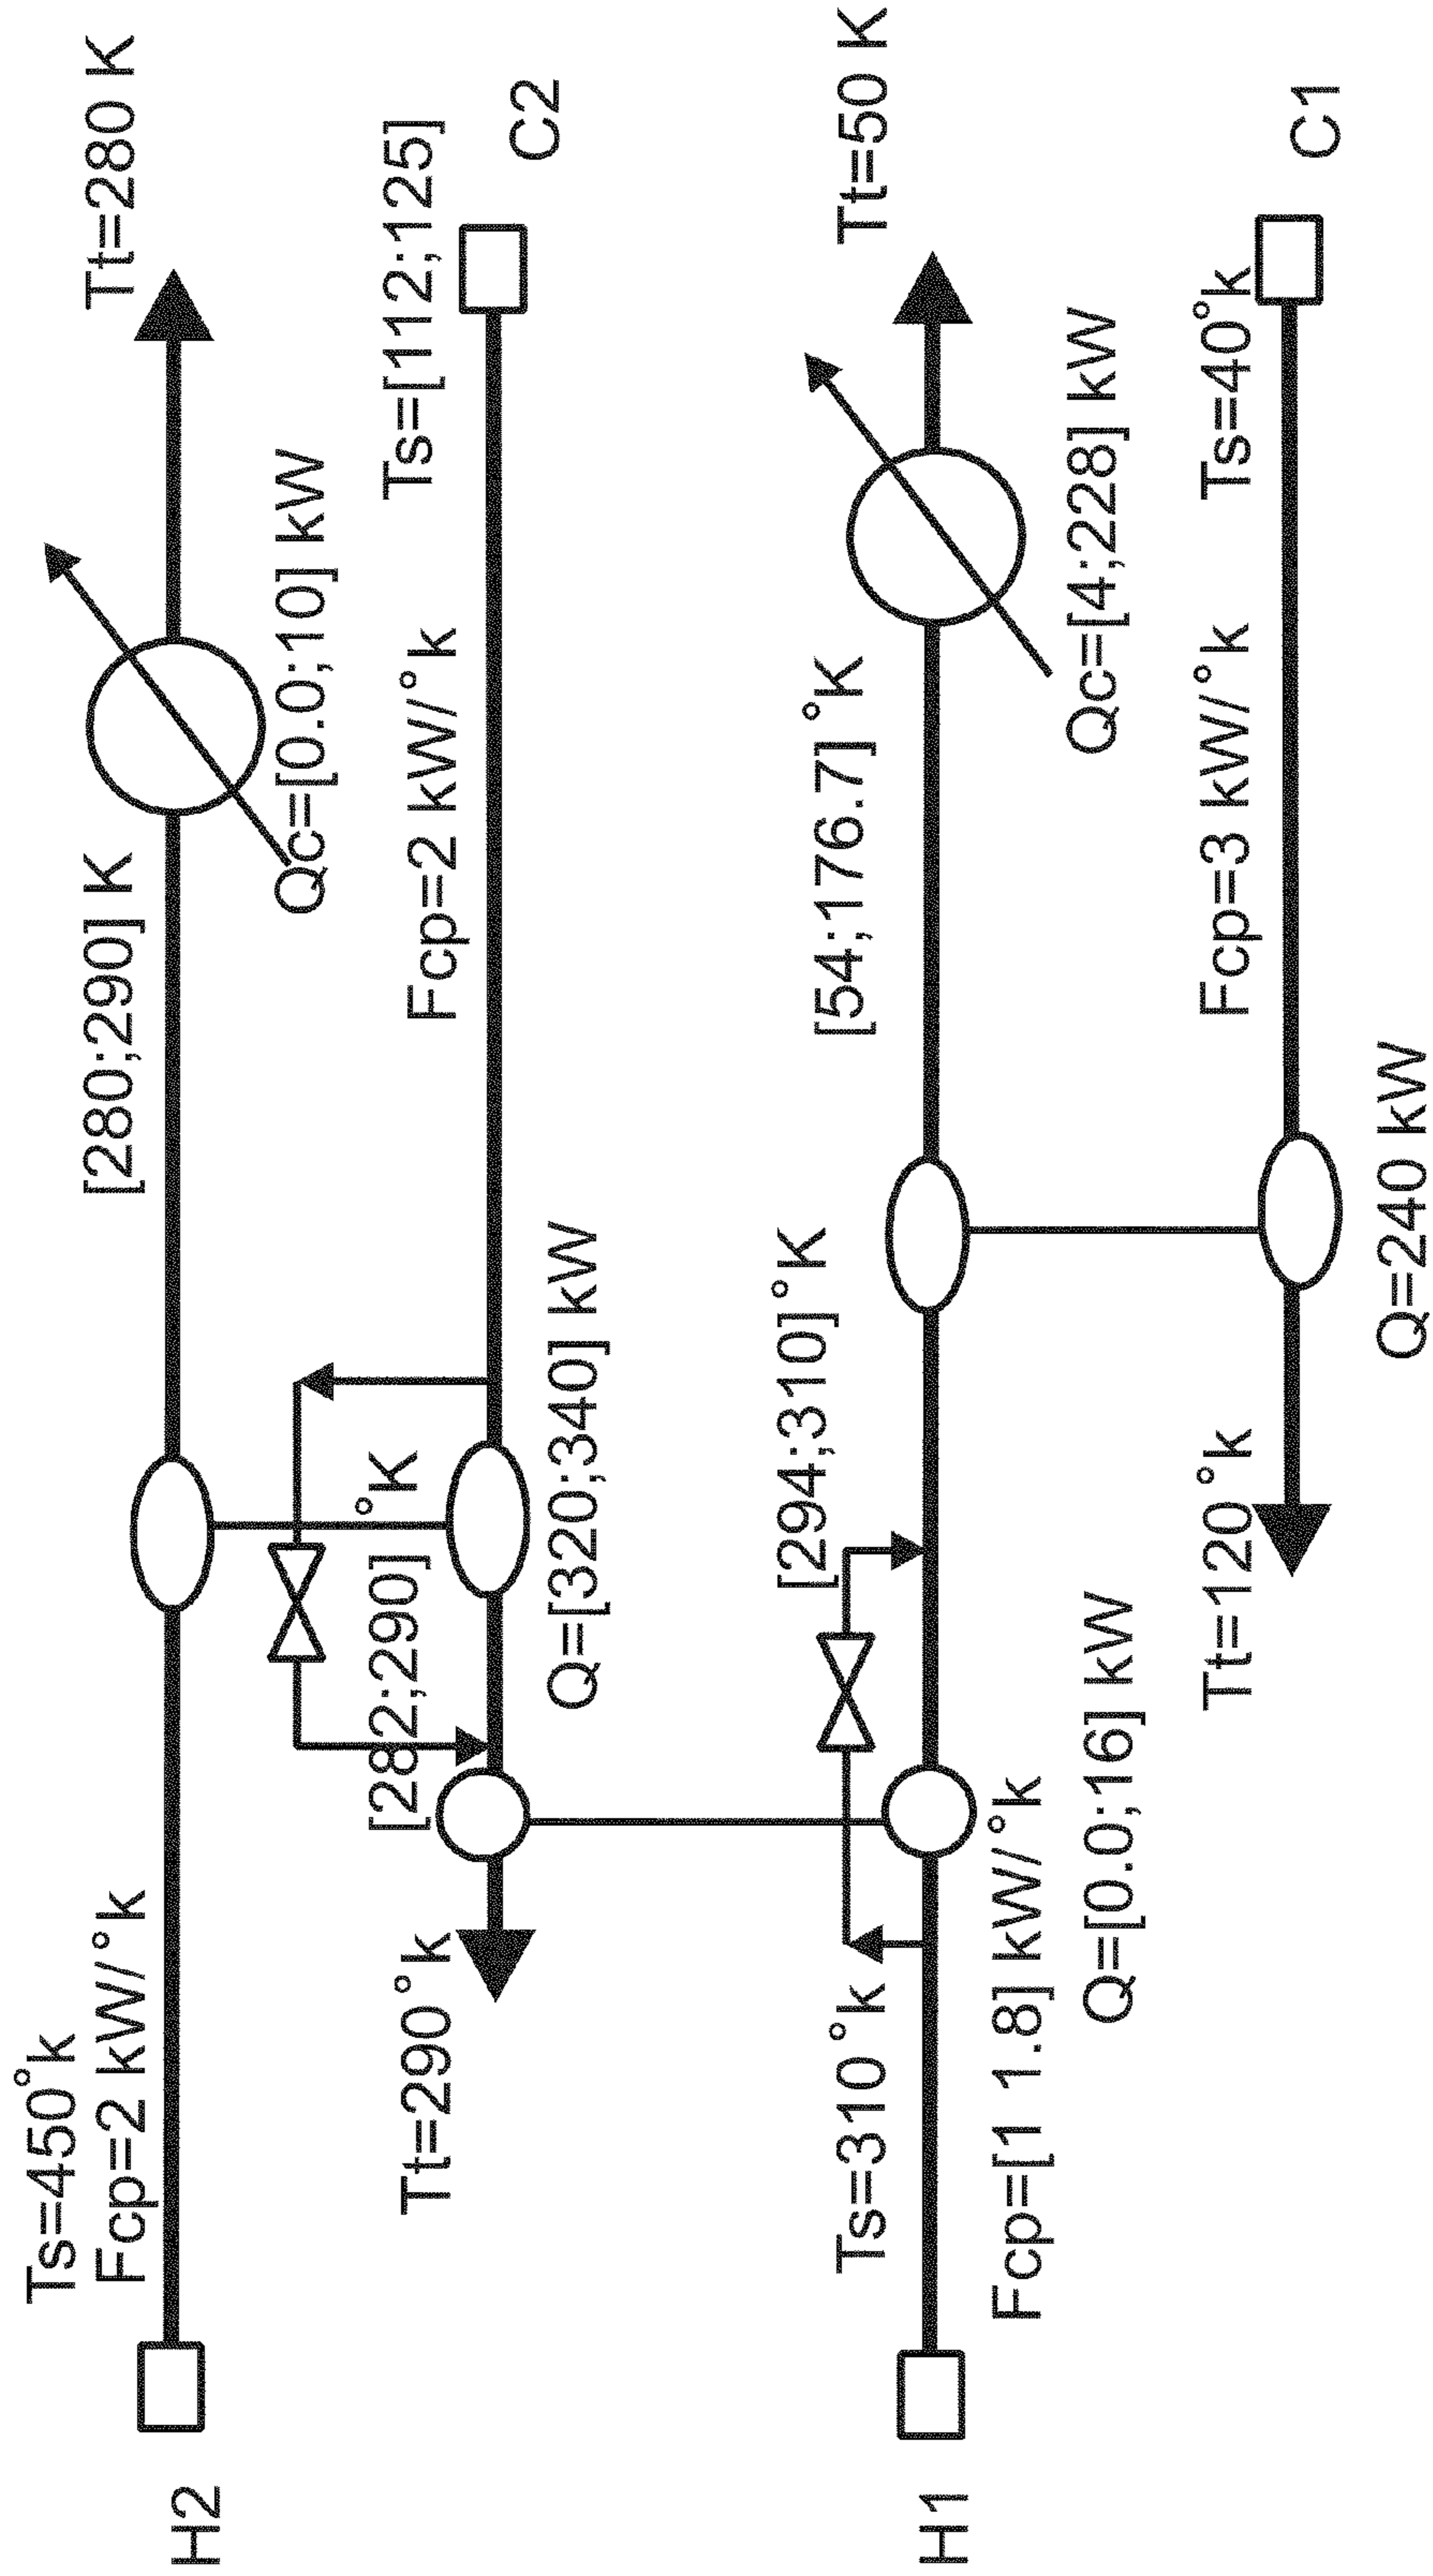 H2
Ts=450°k
Fcp=2 kW/°k
[280;290] K
Tt=280 K
Qc=[0.0;10] kW
Tt=290°k
[282;290] °K
Fcp=2 kW/°k
Ts=[112;125]
C2
Q=[320;340] kW
H1
Ts=310°k
Fcp=[1 1.8] kW/°k
[294;310]°K
[54;176.7]°K
Tt=50 K
Q=[0.0;16] kW
Qc=[4;228] kW
Tt=120°k
Fcp=3 kW/°k
Ts=40°k
C1
Q=240 kW